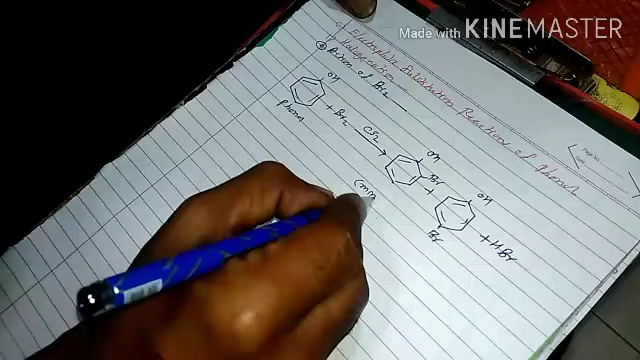 Made with KINEMASTER
c) Electrophilic Substitution Reaction of Phenol
Halogenation
Action of Br2
OH
Phenol
+ Br2
CS2
OH
Br
+
OH
Br
+ HBr
(min